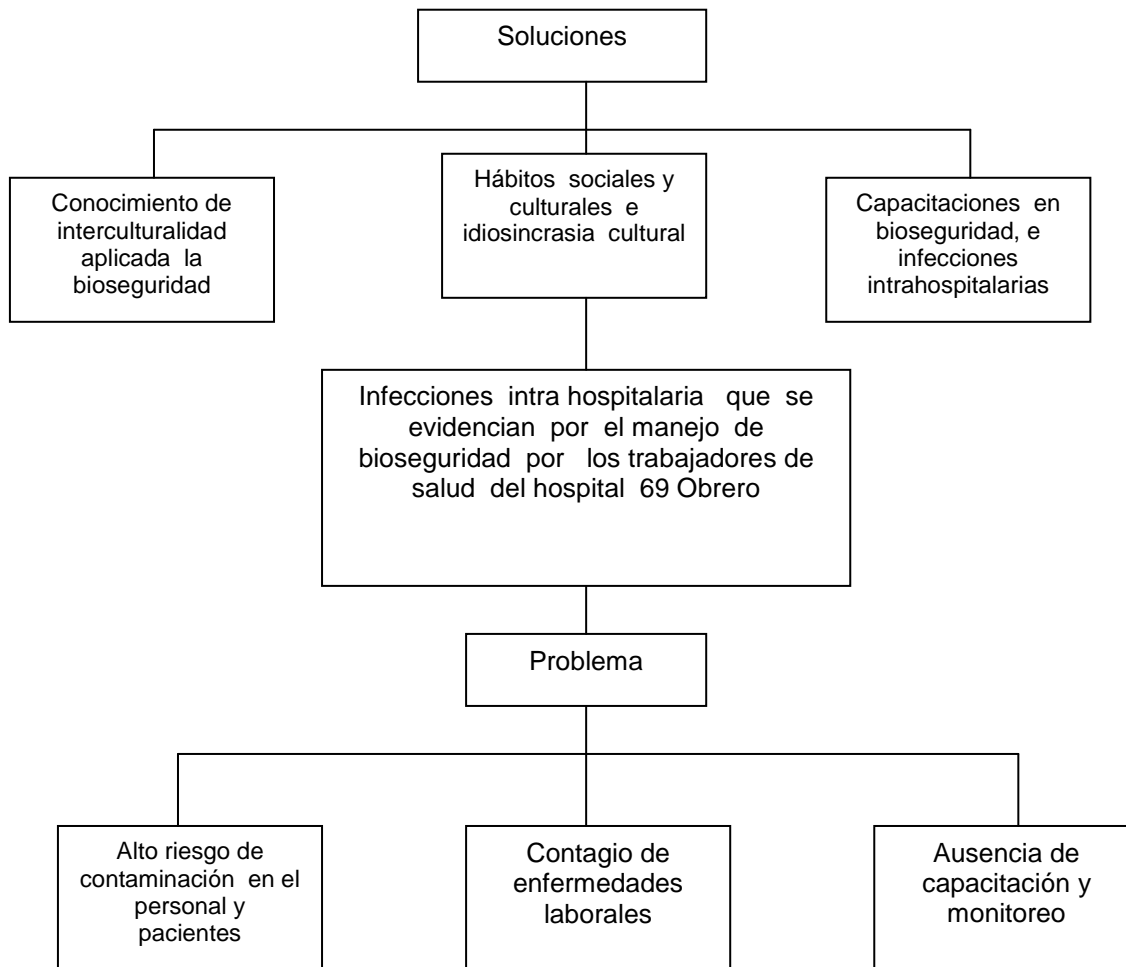 Soluciones
Conocimiento de
interculturalidad
aplicada la
bioseguridad
Hábitos sociales y
culturales e
idiosincrasia cultural
Capacitaciones en
bioseguridad, e
infecciones
intrahospitalarias
Infecciones intra hospitalaria que se
evidencian por el manejo de
bioseguridad por los trabajadores de
salud del hospital 69 Obrero
Problema
Alto riesgo de
contaminación en el
personal y
pacientes
Contagio de
enfermedades
laborales
Ausencia de
capacitación y
monitoreo